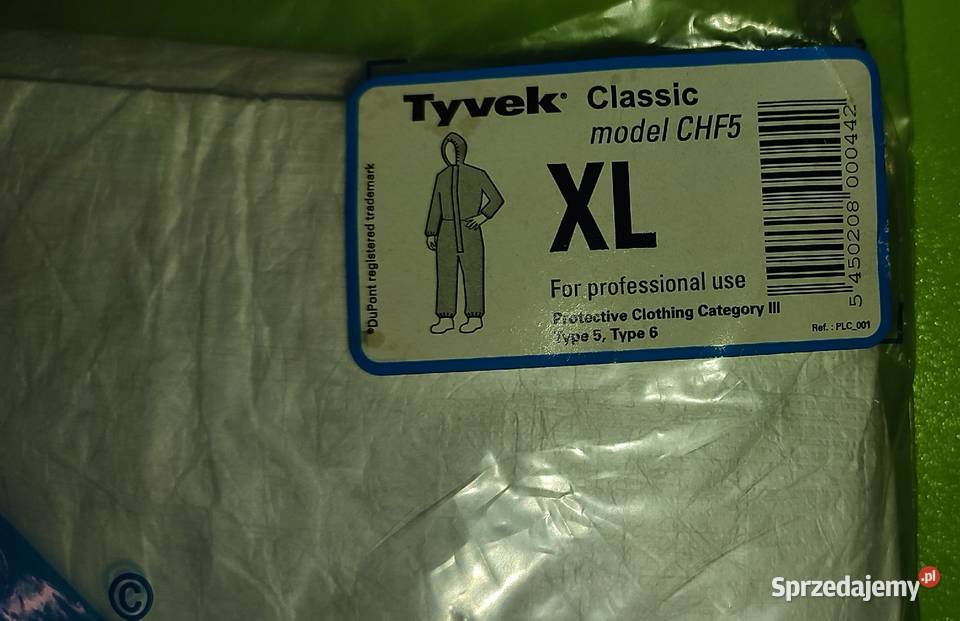 Tyvek® Classic
model CHF5
XL
For professional use
Protective Clothing Category III
Type 5, Type 6
Ref. : PLC_001
®DuPont registered trademark
5 450208 000442
©
Sprzedajemy.pl